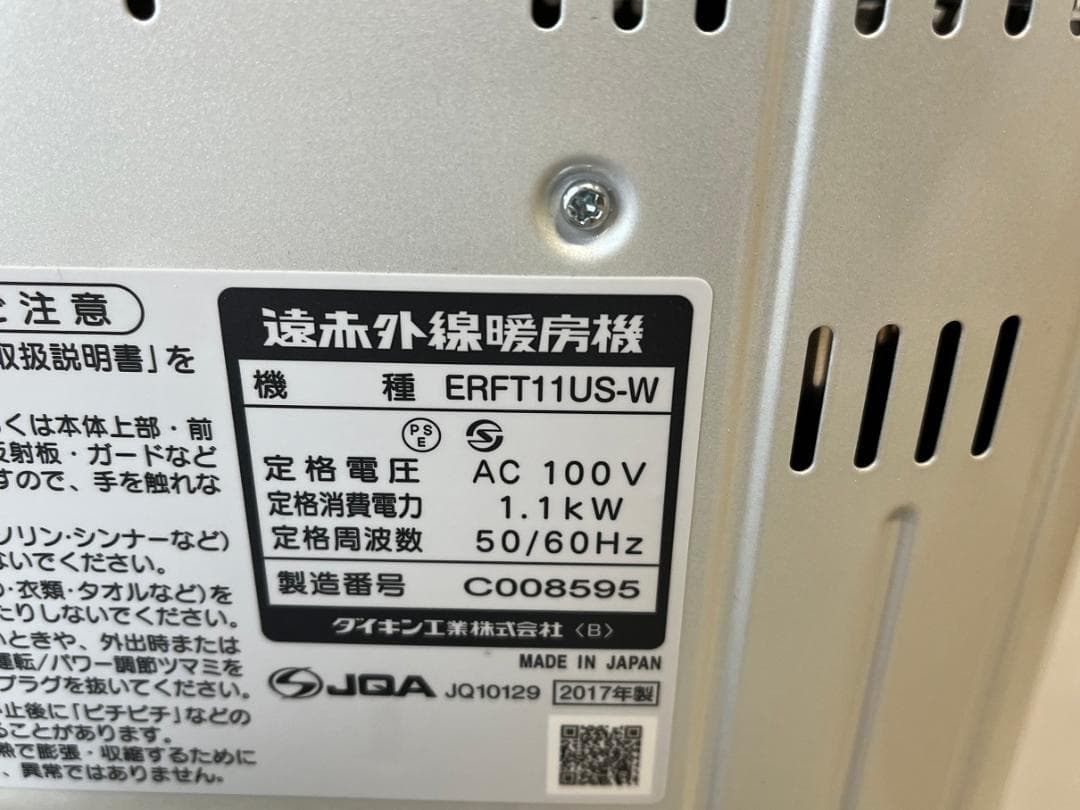 ご注意
取扱説明書」を
くは本体上部・前
反射板・ガードなど
すので、手を触れな
ソリン・シンナーなど)
ないでください。
・衣類・タオルなど)を
たりしないでください。
いときや、外出時または
運転/パワー調節ツマミを
プラグを抜いてください。
止後に「ピチピチ」などの
ることがあります。
熱で膨張・収縮するために
、異常ではありません。
遠赤外線暖房機
機 種 ERFT11US-W
PS E
定格電圧 AC 100V
定格消費電力 1.1kW
定格周波数 50/60Hz
製造番号 C008595
ダイキン工業株式会社〈B〉
MADE IN JAPAN
JQA JQ10129 2017年製